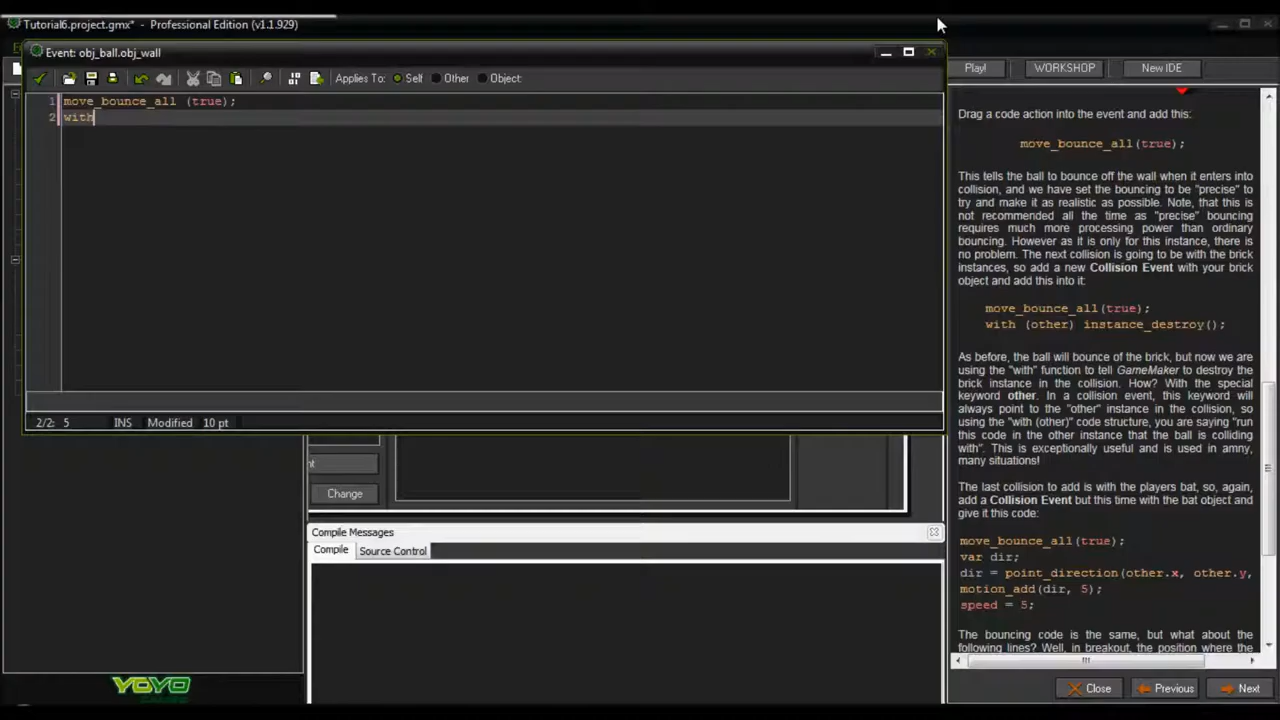 Tutorial6.project.gmx*  -  Professional Edition (v1.1.929)
Event: obj_ball.obj_wall
Applies To: Self Other Object:
1 move_bounce_all (true);
2 with
2/2: 5 INS Modified 10 pt
Change
Compile Messages
Compile Source Control
YOYO
Play! WORKSHOP New IDE
Drag a code action into the event and add this:
move_bounce_all(true);
This tells the ball to bounce off the wall when it enters into
collision, and we have set the bouncing to be "precise" to
try and make it as realistic as possible. Note, that this is
not recommended all the time as "precise" bouncing
requires much more processing power than ordinary
bouncing. However as it is only for this instance, there is
no problem. The next collision is going to be with the brick
instances, so add a new Collision Event with your brick
object and add this into it:
move_bounce_all(true);
with (other) instance_destroy();
As before, the ball will bounce of the brick, but now we are
using the "with" function to tell GameMaker to destroy the
brick instance in the collision. How? With the special
keyword other. In a collision event, this keyword will
always point to the "other" instance in the collision, so
using the "with (other)" code structure, you are saying "run
this code in the other instance that the ball is colliding
with". This is exceptionally useful and is used in amny,
many situations!
The last collision to add is with the players bat, so, again,
add a Collision Event but this time with the bat object and
give it this code:
move_bounce_all(true);
var dir;
dir = point_direction(other.x, other.y,
motion_add(dir, 5);
speed = 5;
The bouncing code is the same, but what about the
following lines? Well, in breakout, the position where the
Close Previous Next